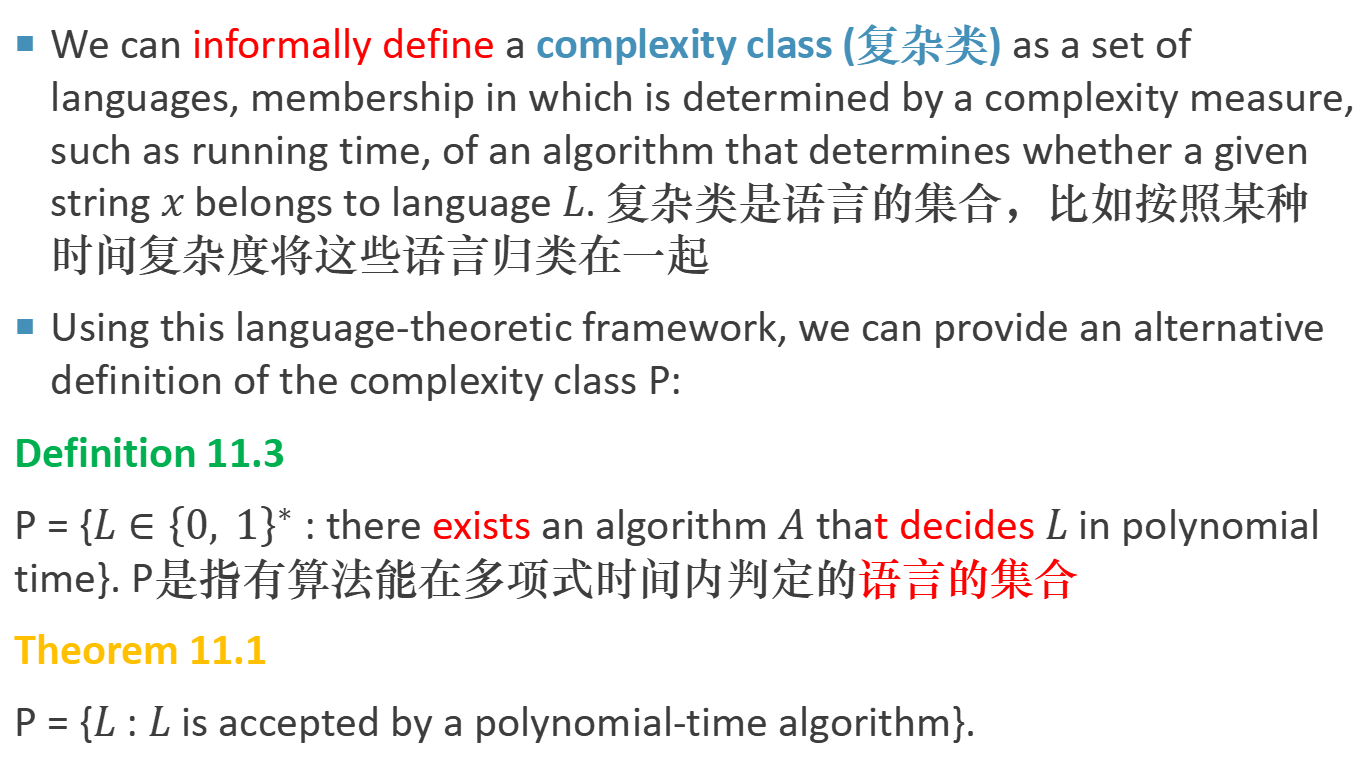 ▪ We can informally define a complexity class (复杂类) as a set of
languages, membership in which is determined by a complexity measure,
such as running time, of an algorithm that determines whether a given
string 𝑥 belongs to language 𝐿. 复杂类是语言的集合，比如按照某种
时间复杂度将这些语言归类在一起
▪ Using this language-theoretic framework, we can provide an alternative
definition of the complexity class P:
Definition 11.3
P = {𝐿 ∈ {0, 1}* : there exists an algorithm 𝐴 that decides 𝐿 in polynomial
time}. P是指有算法能在多项式时间内判定的语言的集合
Theorem 11.1
P = {𝐿 : 𝐿 is accepted by a polynomial-time algorithm}.